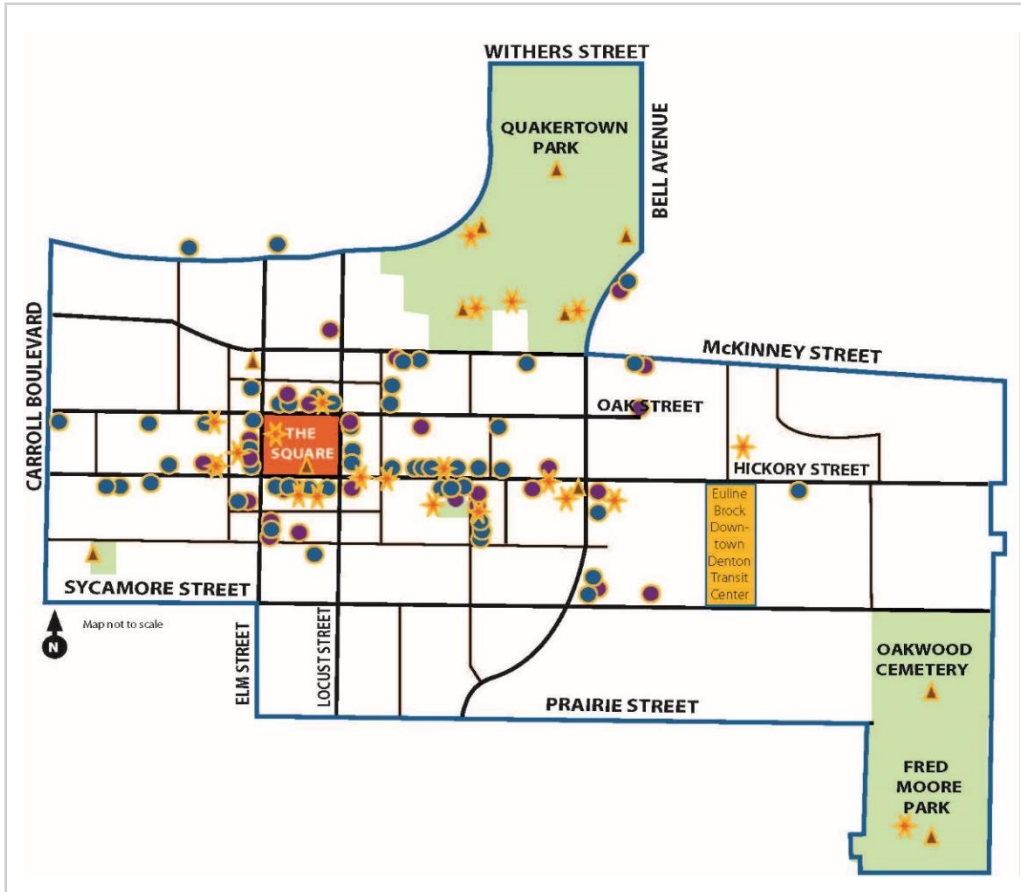 WITHERS STREET
QUAKERTOWN
PARK
BELL AVENUE
CARROLL BOULEVARD
McKINNEY STREET
OAK STREET
THE
SQUARE
HICKORY STREET
Euline
Brock
Down-
town
Denton
Transit
Center
SYCAMORE STREET
Map not to scale
N
ELM STREET
LOCUST STREET
PRAIRIE STREET
OAKWOOD
CEMETERY
FRED
MOORE
PARK